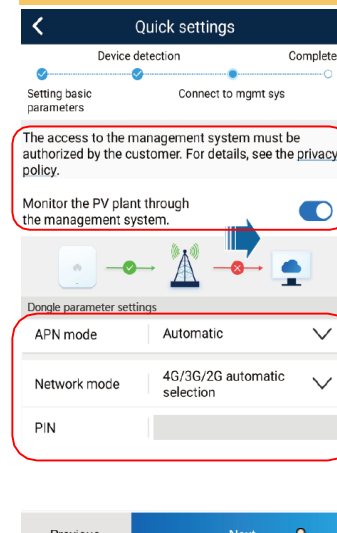 Quick settings
Device detection
Complete
Setting basic
parameters
Connect to mgmt sys
The access to the management system must be
authorized by the customer. For details, see the privacy
policy.
Monitor the PV plant through
the management system.
Dongle parameter settings
APN mode
Automatic
Network mode
4G/3G/2G automatic
selection
PIN
Previous
Next